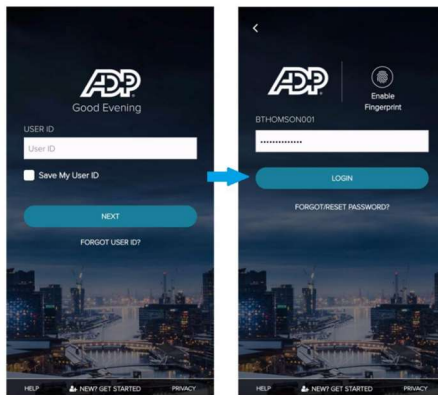 ADP
Good Evening
USER ID
User ID
Save My User ID
NEXT
FORGOT USER ID?
HELP
NEW? GET STARTED
PRIVACY
ADP
Enable
Fingerprint
BTHOMSON001
LOGIN
FORGOT/RESET PASSWORD?
HELP
NEW? GET STARTED
PRIVACY